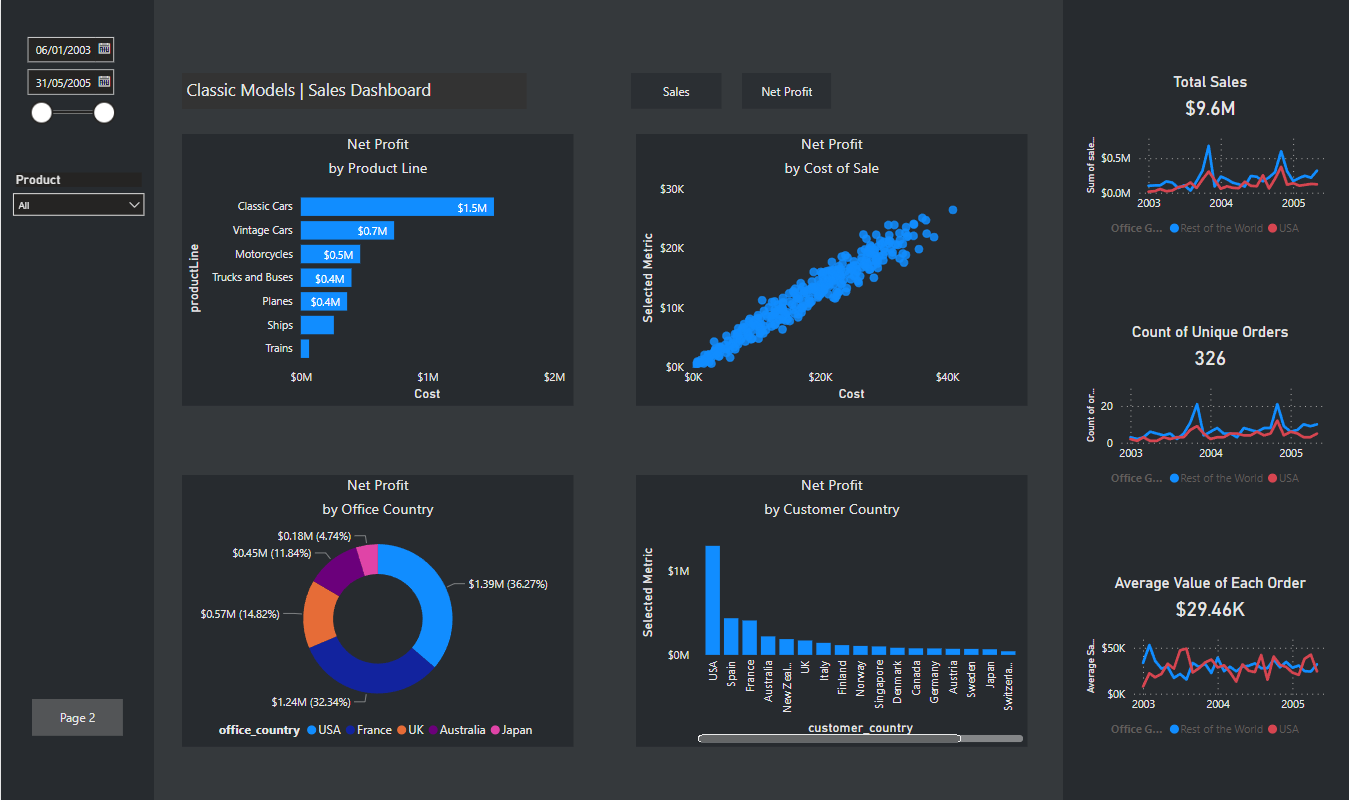 06/01/2003
31/05/2005
Product
All
Page 2
Classic Models | Sales Dashboard
Sales
Net Profit
Net Profit
by Product Line
productLine
Classic Cars
$1.5M
Vintage Cars
$0.7M
Motorcycles
$0.5M
Trucks and Buses
$0.4M
Planes
$0.4M
Ships
Trains
$0M
$1M
$2M
Cost
Net Profit
by Cost of Sale
Selected Metric
$30K
$20K
$10K
$0K
$0K
$20K
$40K
Cost
Net Profit
by Office Country
$0.18M (4.74%)
$0.45M (11.84%)
$1.39M (36.27%)
$0.57M (14.82%)
$1.24M (32.34%)
office_country USA France UK Australia Japan
Net Profit
by Customer Country
Selected Metric
$1M
$0M
USA
Spain
France
Australia
New Zeal...
UK
Italy
Finland
Norway
Singapore
Denmark
Canada
Germany
Austria
Sweden
Japan
Switzerla...
customer_country
Total Sales
$9.6M
Sum of sale...
$0.5M
$0.0M
2003
2004
2005
Office G... Rest of the World USA
Count of Unique Orders
326
Count of or...
20
0
2003
2004
2005
Office G... Rest of the World USA
Average Value of Each Order
$29.46K
Average Sa...
$50K
$0K
2003
2004
2005
Office G... Rest of the World USA